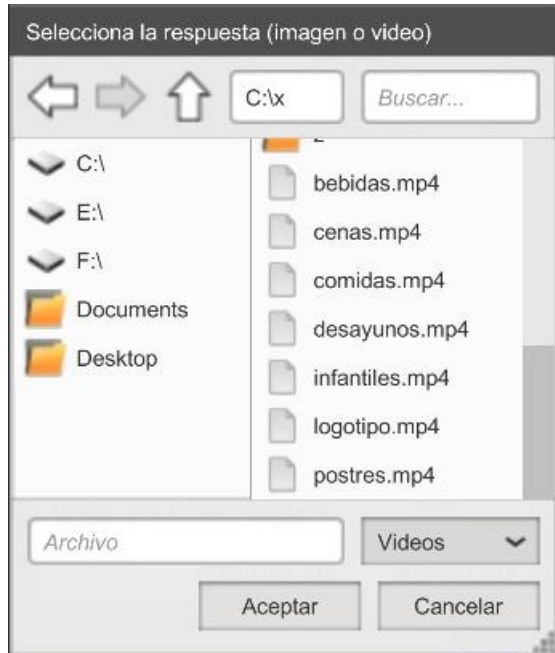 Selecciona la respuesta (imagen o video)
C:\x
Buscar...
C:\
E:\
F:\
Documents
Desktop
bebidas.mp4
cenas.mp4
comidas.mp4
desayunos.mp4
infantiles.mp4
logotipo.mp4
postres.mp4
Archivo
Videos
Aceptar
Cancelar